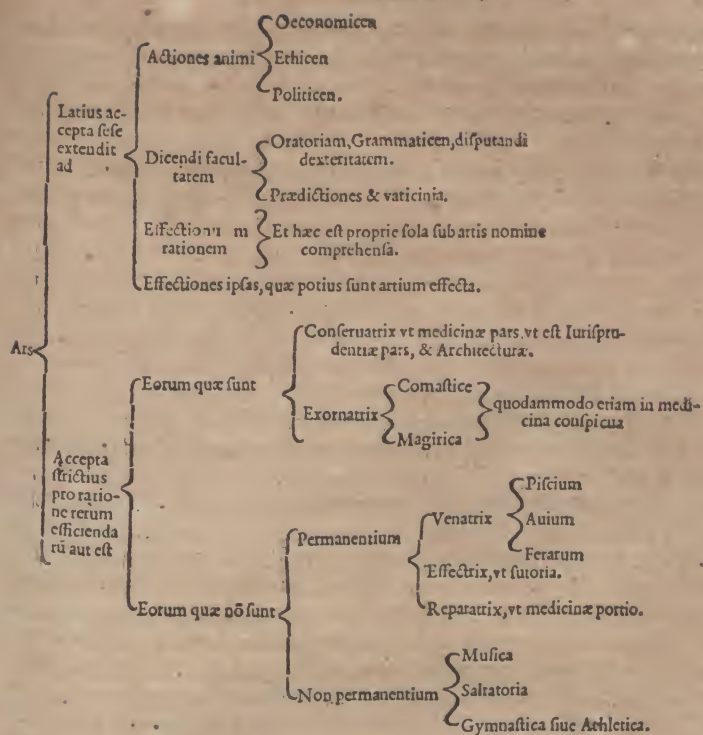 Ars
Latius ac-
cepta sese
extendit
ad
Actiones animi
Oeconomicen
Ethicen
Politicen.
Dicendi facul-
tatem
Oratoriam, Grammaticen, disputandi
dexteritatem.
Prædictiones & vaticinia.
Effectionu m
rationem
Et hæc est proprie sola sub artis nomine
comprehensa.
Effectiones ipsas, quæ potius sunt artium effecta.
Accepta
strictius
pro ratio-
ne rerum
efficienda
rū aut est
Eorum quæ sunt
Conseruatrix vt medicinæ pars, vt est Iurispru-
dentiæ pars, & Architecturæ.
Exornatrix
Comastice
Magirica
quodammodo etiam in medi-
cina conspicua
Eorum quæ nō sunt
Permanentium
Venatrix
Piscium
Auium
Ferarum
Effectrix, vt sutoria.
Reparatrix, vt medicinæ portio.
Non permanentium
Musica
Saltatoria
Gymnastica siue Athletica.